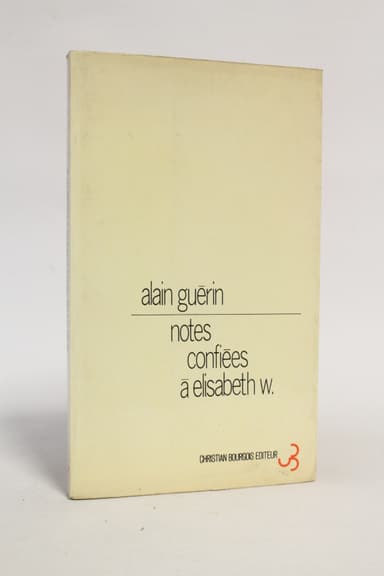 alain guérin
notes
confiées
à elisabeth w.
CHRISTIAN BOURGOIS EDITEUR